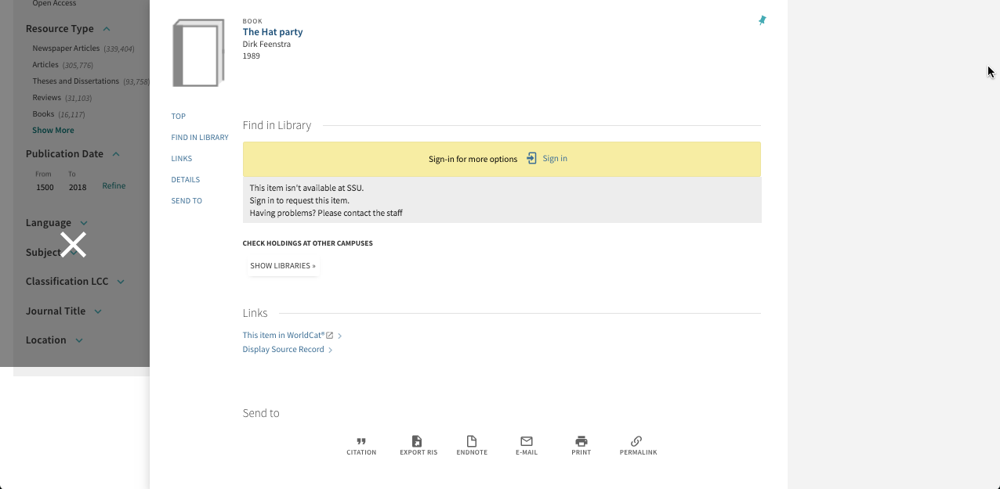 Open Access
Resource Type
Newspaper Articles (339,404)
Articles (305,776)
Theses and Dissertations (93,758)
Reviews (31,103)
Books (16,117)
Show More
Publication Date
From To
1500 2018 Refine
Language
Subject
Classification LCC
Journal Title
Location
BOOK
The Hat party
Dirk Feenstra
1989
TOP
FIND IN LIBRARY
LINKS
DETAILS
SEND TO
Find in Library
Sign-in for more options Sign in
This item isn't available at SSU.
Sign in to request this item.
Having problems? Please contact the staff
CHECK HOLDINGS AT OTHER CAMPUSES
SHOW LIBRARIES »
Links
This item in WorldCat®
Display Source Record
Send to
CITATION EXPORT RIS ENDNOTE E-MAIL PRINT PERMALINK